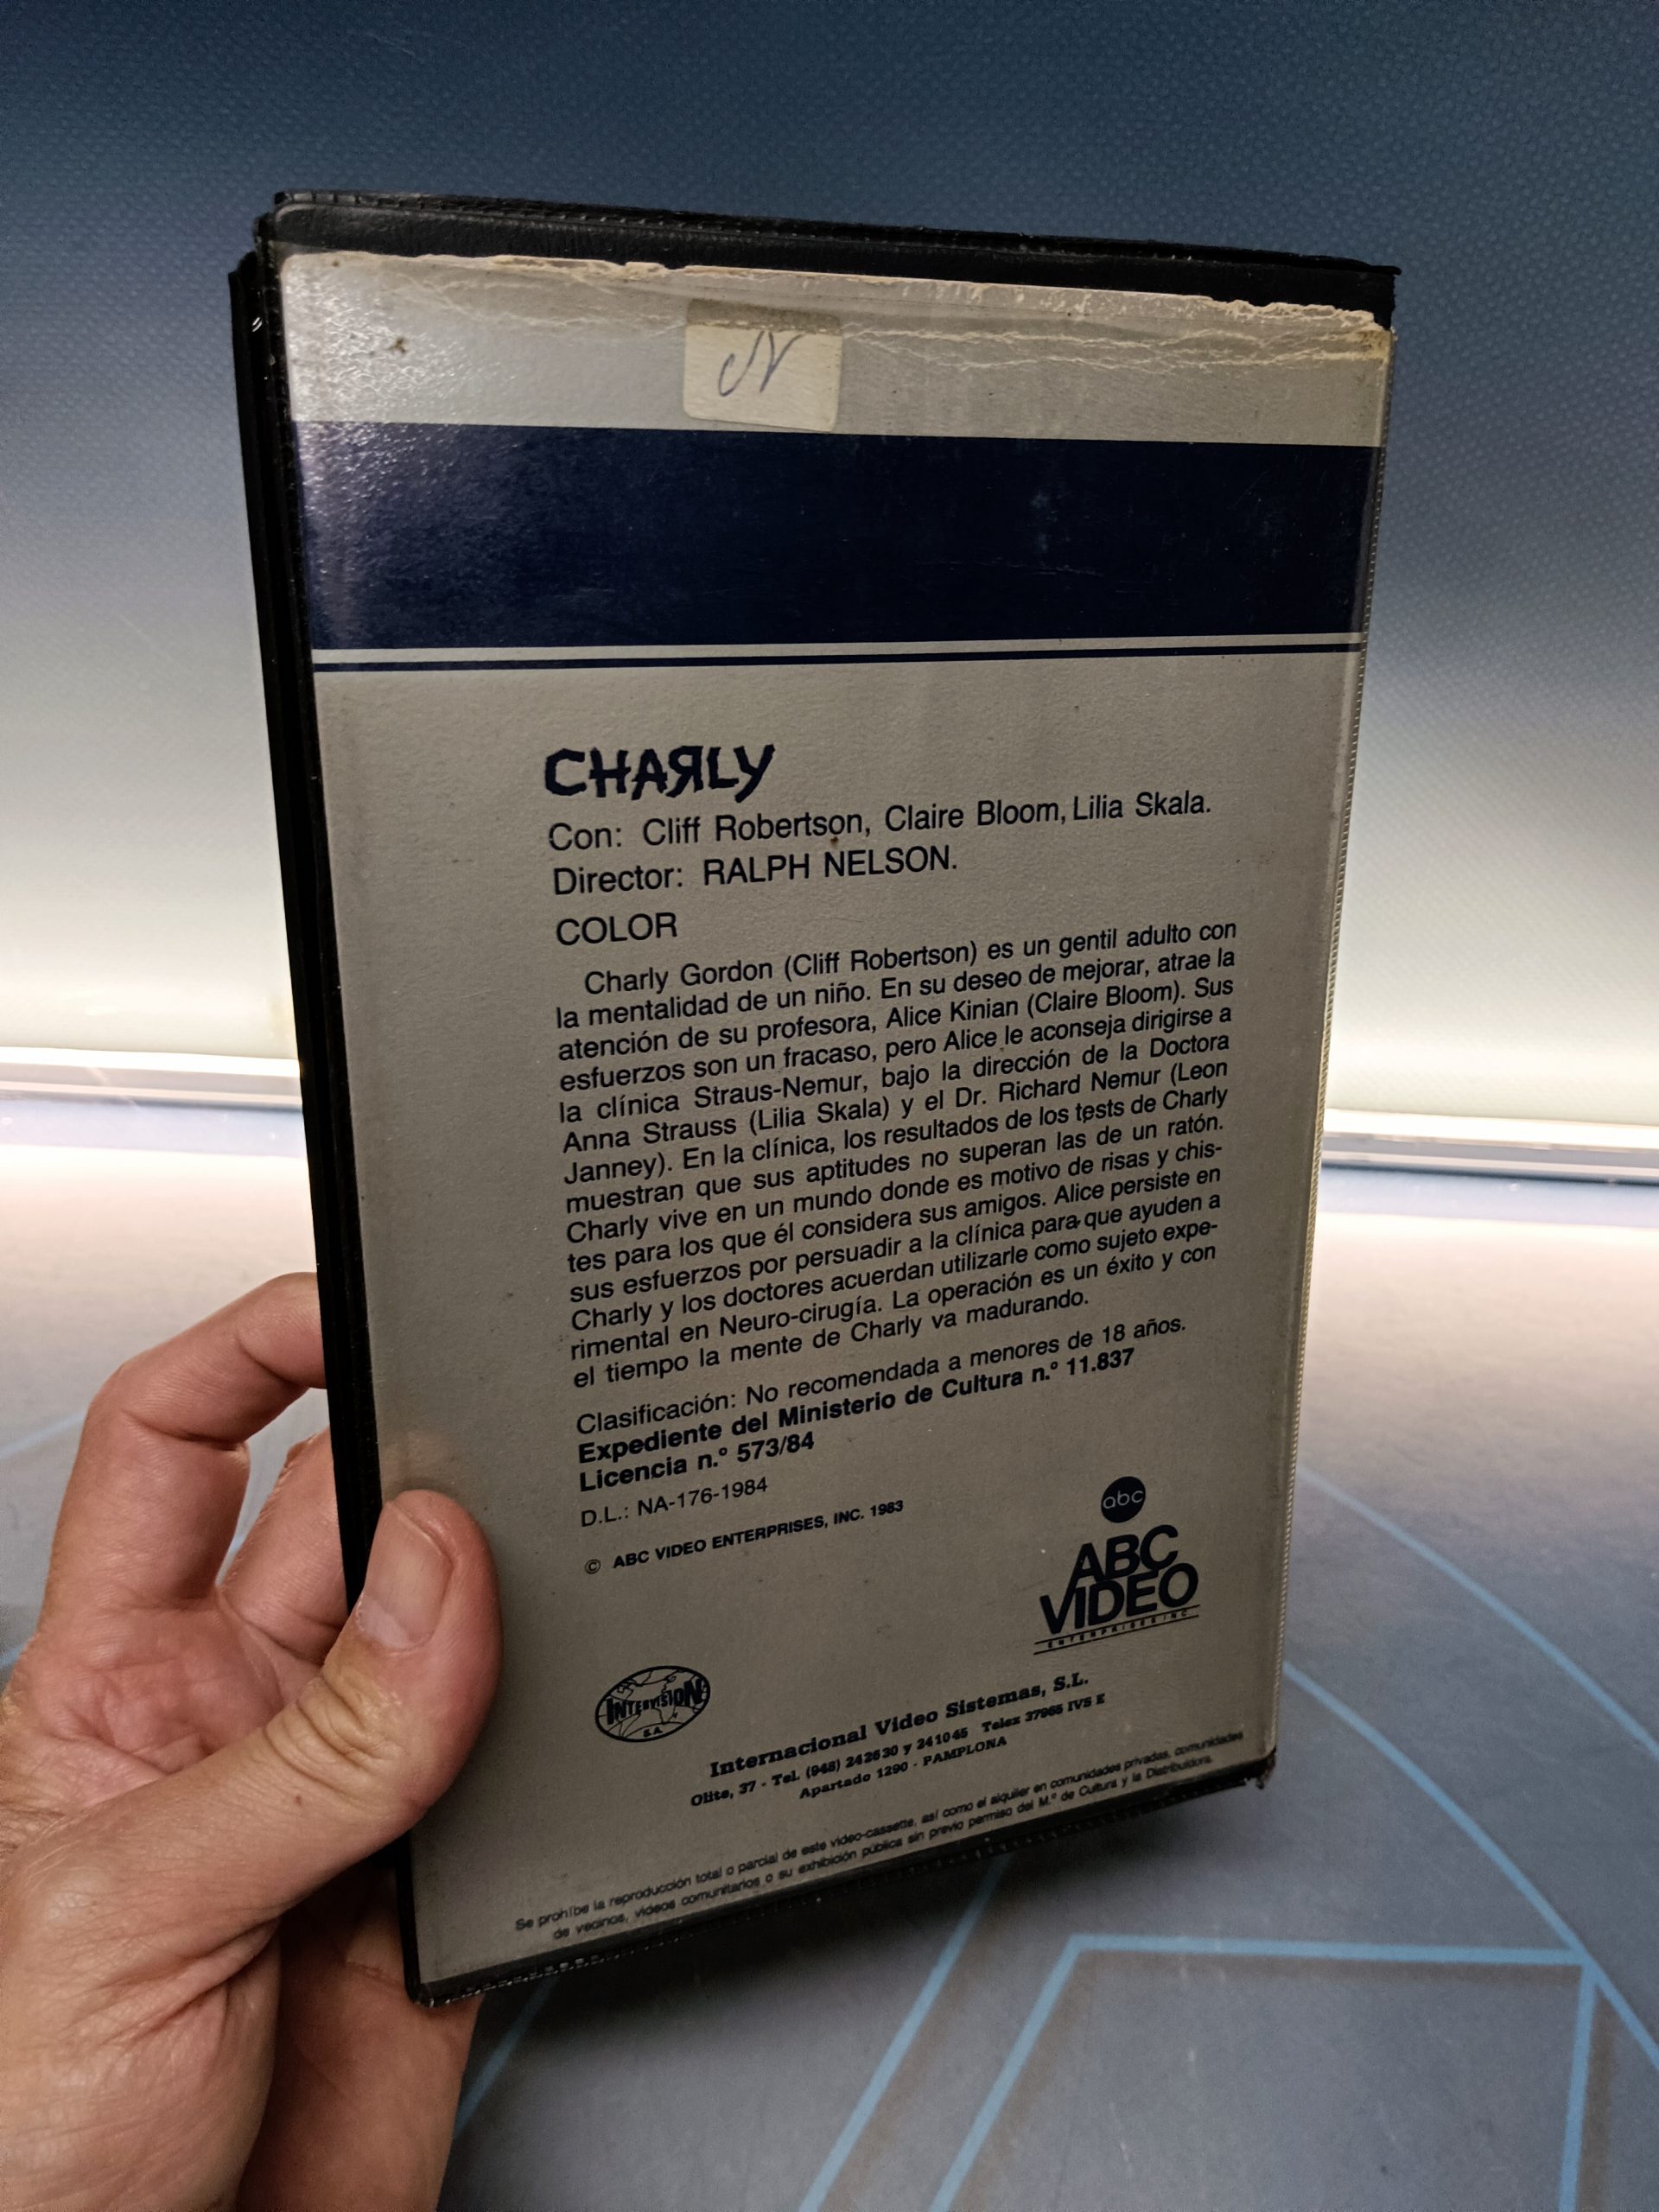 N
CHAЯLY
Con: Cliff Robertson, Claire Bloom, Lilia Skala.
Director: RALPH NELSON.
COLOR
Charly Gordon (Cliff Robertson) es un gentil adulto con
la mentalidad de un niño. En su deseo de mejorar, atrae la
atención de su profesora, Alice Kinian (Claire Bloom). Sus
esfuerzos son un fracaso, pero Alice le aconseja dirigirse a
la clínica Straus-Nemur, bajo la dirección de la Doctora
Anna Strauss (Lilia Skala) y el Dr. Richard Nemur (Leon
Janney). En la clínica, los resultados de los tests de Charly
muestran que sus aptitudes no superan las de un ratón.
Charly vive en un mundo donde es motivo de risas y chis-
tes para los que él considera sus amigos. Alice persiste en
sus esfuerzos por persuadir a la clínica para que ayuden a
Charly y los doctores acuerdan utilizarle como sujeto expe-
rimental en Neuro-cirugía. La operación es un éxito y con
el tiempo la mente de Charly va madurando.
Clasificación: No recomendada a menores de 18 años.
Expediente del Ministerio de Cultura n.º 11.837
Licencia n.º 573/84
D.L.: NA-176-1984
© ABC VIDEO ENTERPRISES, INC. 1983
abc
ABC
VIDEO
ENTERPRISES INC
INTERVISION
S.A.
Internacional Video Sistemas, S.L.
Olite, 37 - Tel. (948) 242630 y 241045 Telex 37965 IVS E
Apartado 1290 - PAMPLONA
Se prohíbe la reproducción total o parcial de este video-cassette, así como el alquiler en comunidades privadas, comunidades
de vecinos, videos comunitarios o su exhibición pública sin previo permiso del M.º de Cultura y la Distribuidora.